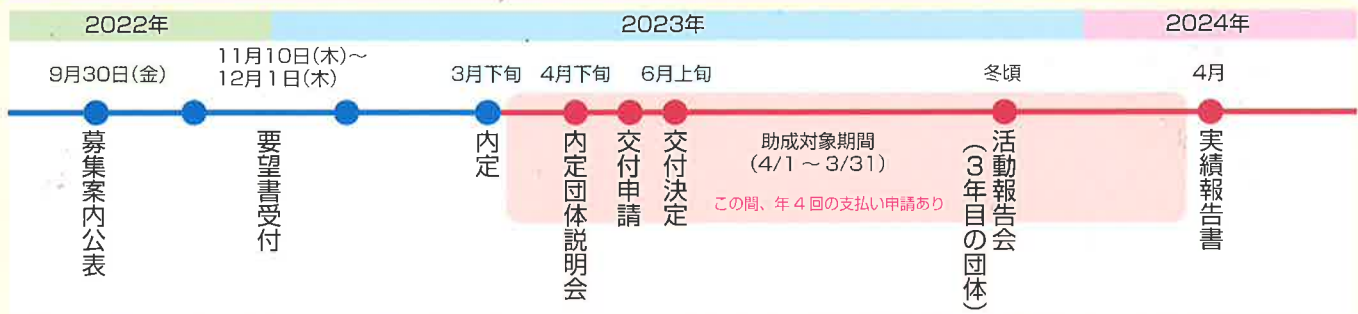 2022年
2023年
2024年
9月30日(金)
11月10日(木)～
12月1日(木)
3月下旬
4月下旬
6月上旬
冬頃
4月
募集案内公表
要望書受付
内定
内定団体説明会
交付申請
交付決定
助成対象期間
(4/1 ～ 3/31)
この間、年4回の支払い申請あり
活動報告会
(3年目の団体)
実績報告書